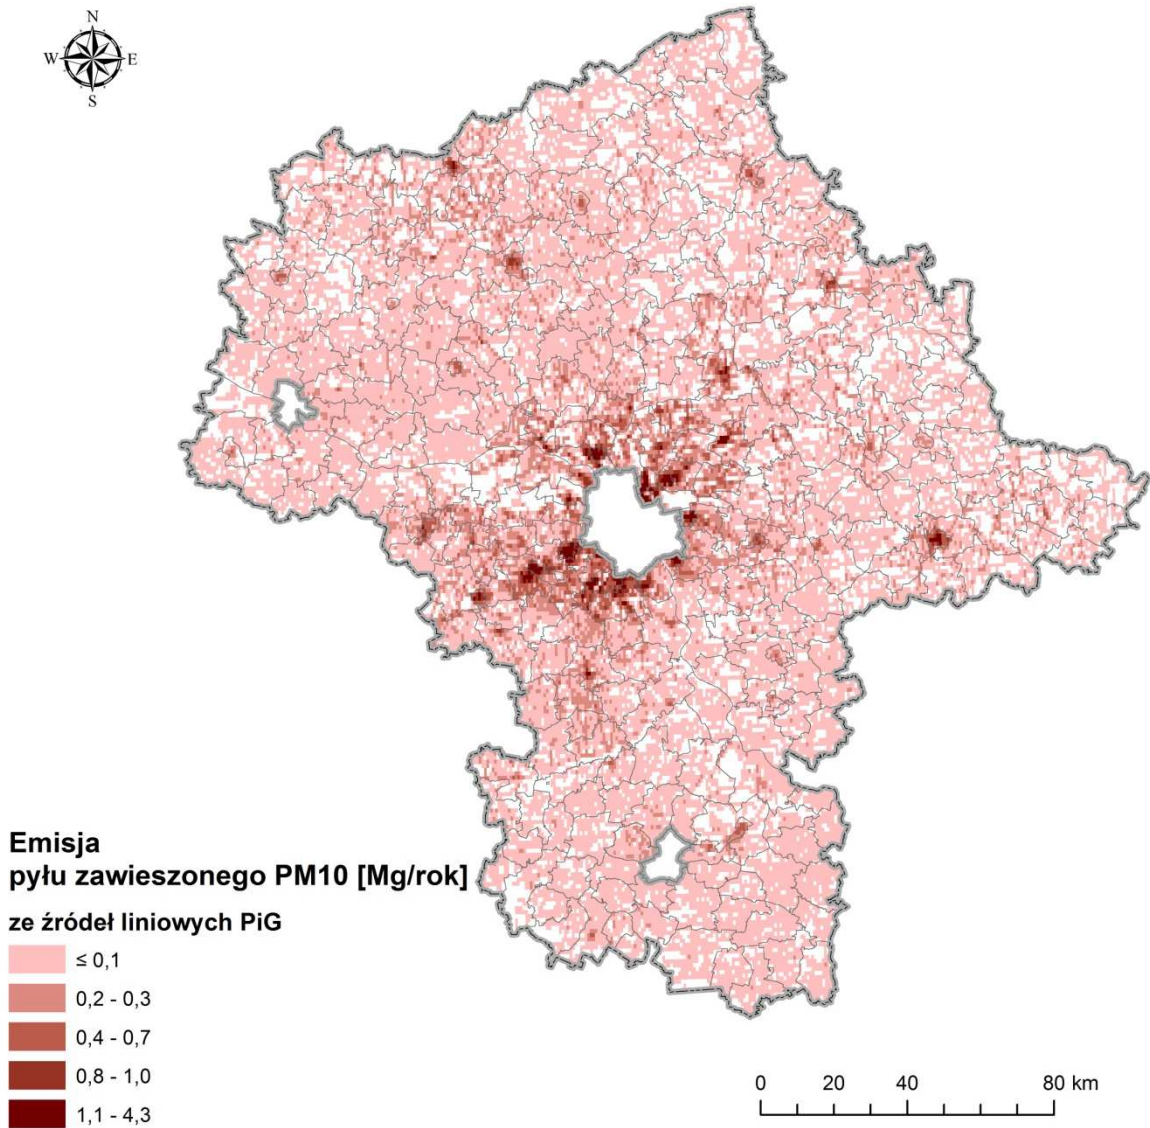 N
W E
S
Emisja
pyłu zawieszonego PM10 [Mg/rok]
ze źródeł liniowych PiG
≤ 0,1
0,2 - 0,3
0,4 - 0,7
0,8 - 1,0
1,1 - 4,3
0 20 40 80 km